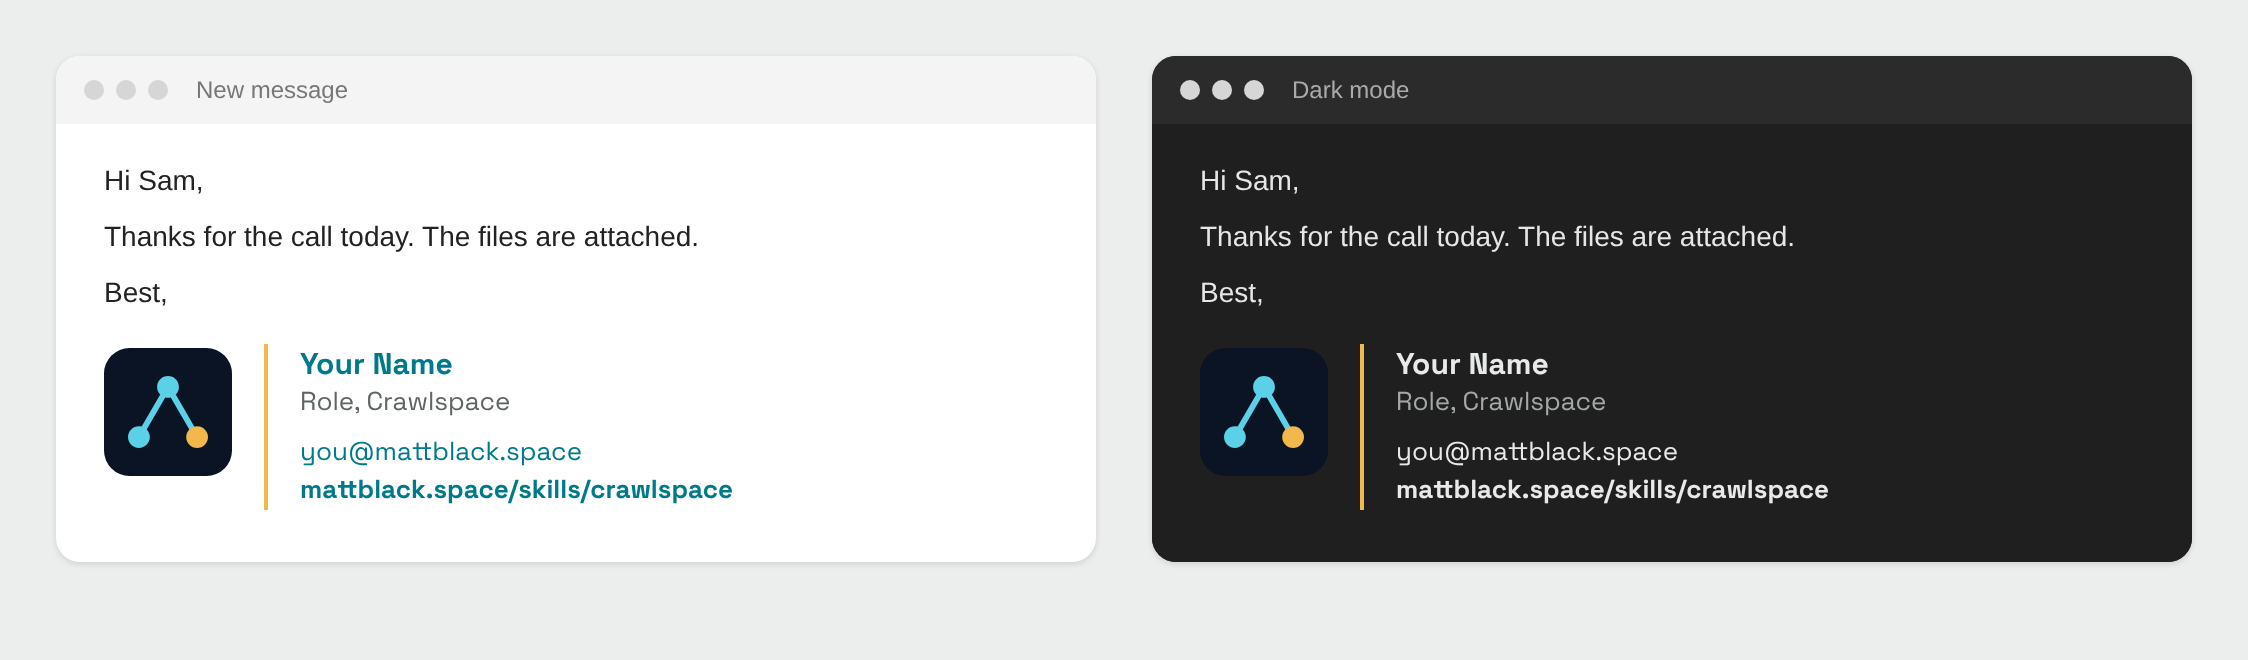 New message
Hi Sam,
Thanks for the call today. The files are attached.
Best,
Your Name
Role, Crawlspace
you@mattblack.space
mattblack.space/skills/crawlspace
Dark mode
Hi Sam,
Thanks for the call today. The files are attached.
Best,
Your Name
Role, Crawlspace
you@mattblack.space
mattblack.space/skills/crawlspace